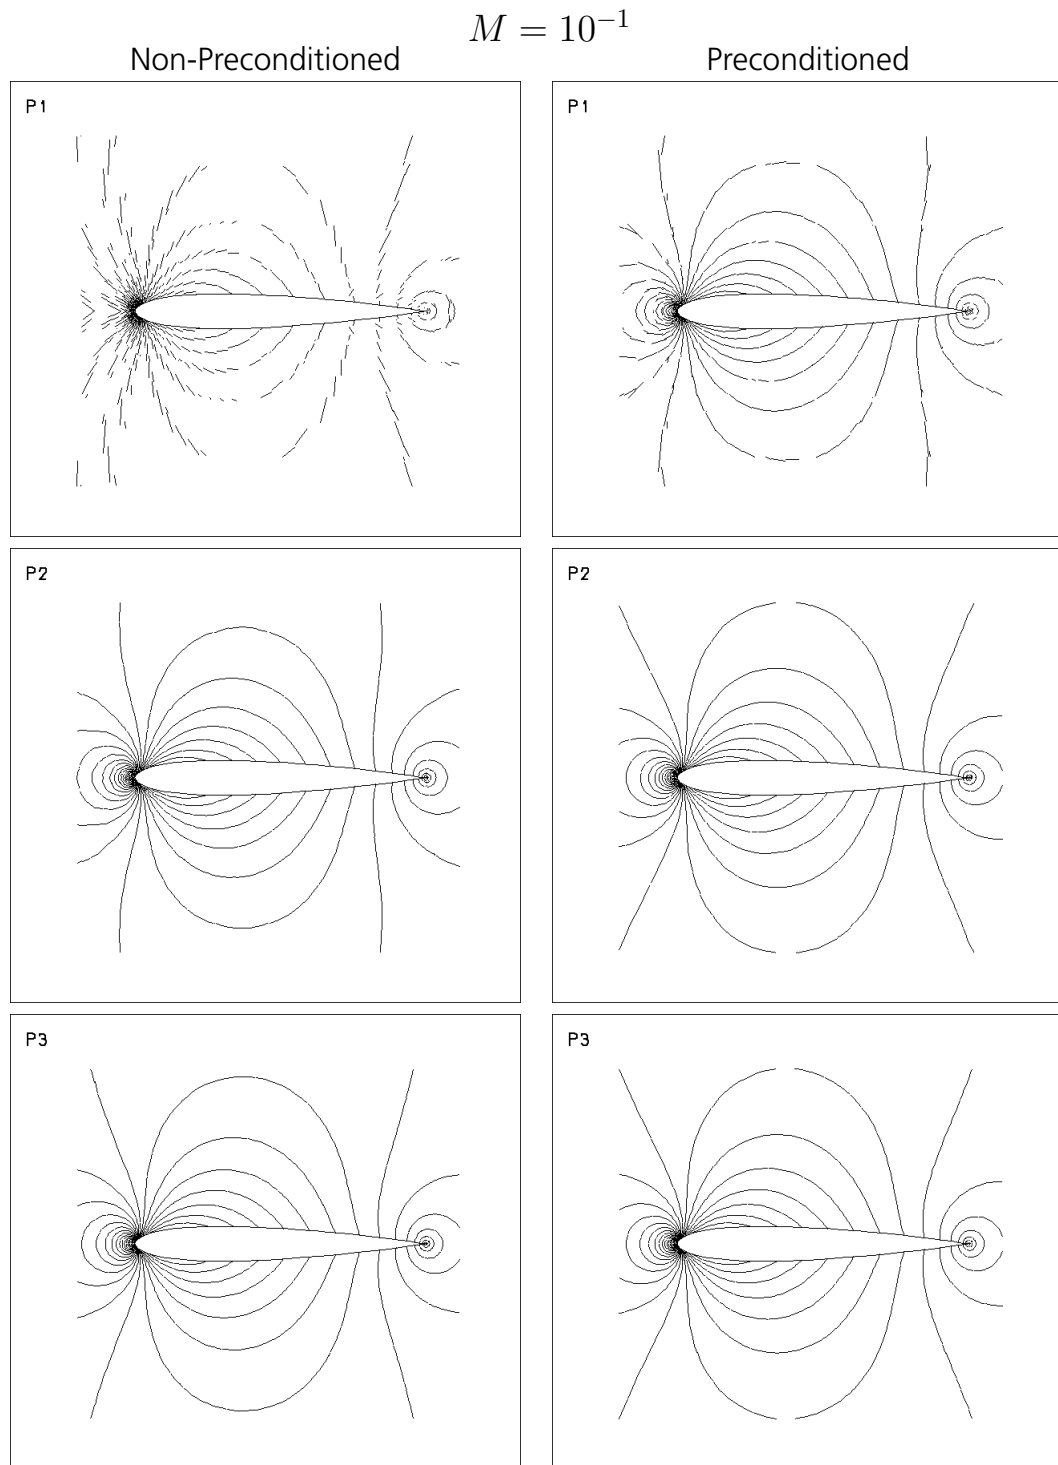 M = 10⁻¹
Non-Preconditioned Preconditioned
P1 P1
P2 P2
P3 P3